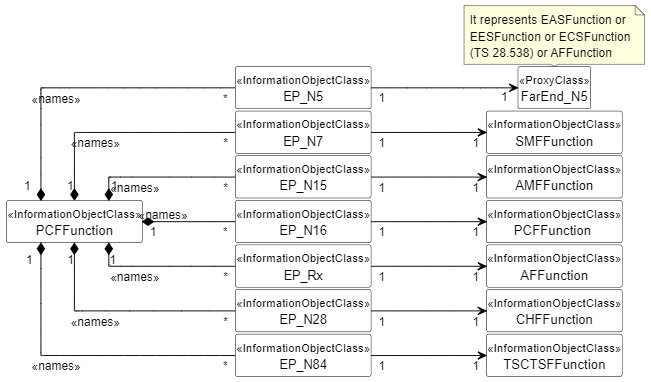 It represents EASFunction or
EESFunction or ECSFunction
(TS 28.538) or AFFunction
«InformationObjectClass»
EP_N5
«ProxyClass»
FarEnd_N5
«names»
*
1
1
«InformationObjectClass»
EP_N7
«InformationObjectClass»
SMFFunction
«names»
*
1
1
«InformationObjectClass»
EP_N15
«InformationObjectClass»
AMFFunction
1
1
1
«names»
*
1
1
«InformationObjectClass»
PCFFunction
«names»
1
*
«InformationObjectClass»
EP_N16
1
1
«InformationObjectClass»
PCFFunction
1
1
1
«names»
*
«InformationObjectClass»
EP_Rx
1
1
«InformationObjectClass»
AFFunction
«names»
*
«InformationObjectClass»
EP_N28
1
1
«InformationObjectClass»
CHFFunction
«names»
*
«InformationObjectClass»
EP_N84
1
1
«InformationObjectClass»
TSCTSFFunction